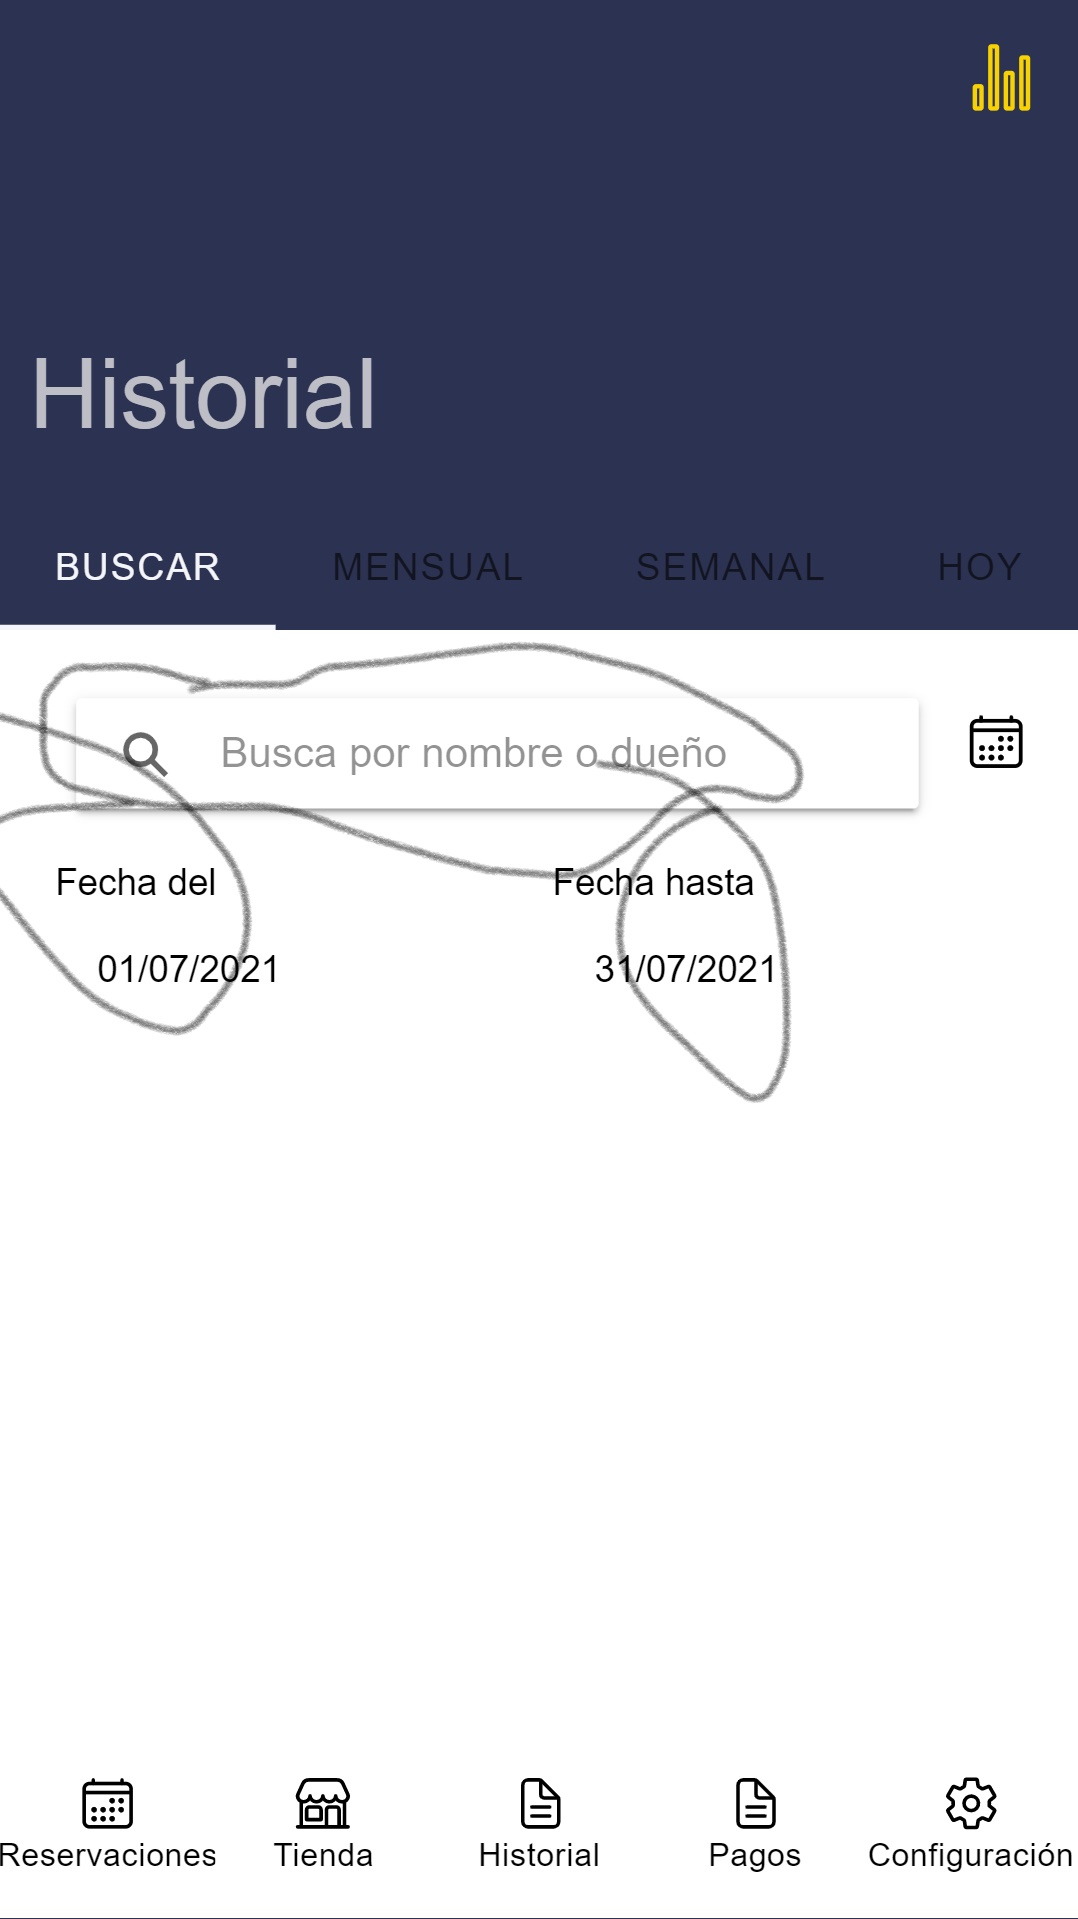 Historial
BUSCAR MENSUAL SEMANAL HOY
Busca por nombre o dueño
Fecha del Fecha hasta
01/07/2021 31/07/2021
Reservaciones Tienda Historial Pagos Configuración